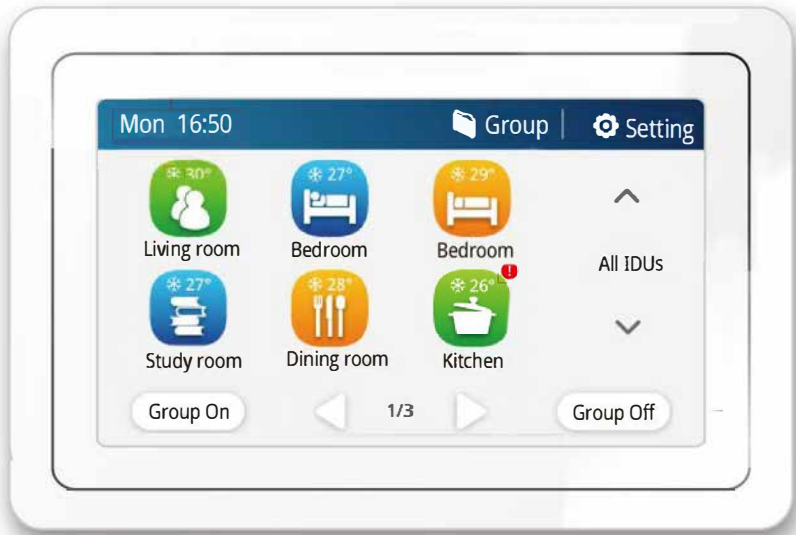 Mon 16:50 Group Setting
30° 27° 29°
Living room Bedroom Bedroom
All IDUs
27° 28° 26° !
Study room Dining room Kitchen
Group On 1/3 Group Off